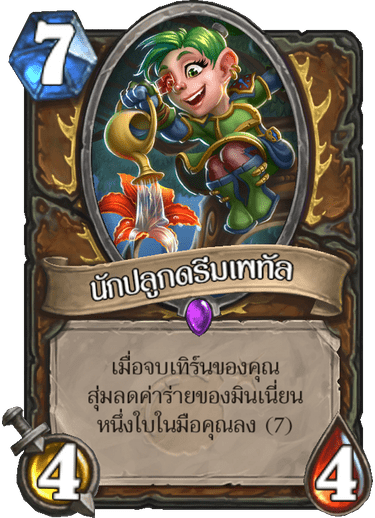 7
นักปลูกดรีมเพทัล
เมื่อจบเทิร์นของคุณ
สุ่มลดค่าร่ายของมินเนี่ยน
หนึ่งใบในมือคุณลง (7)
4
4